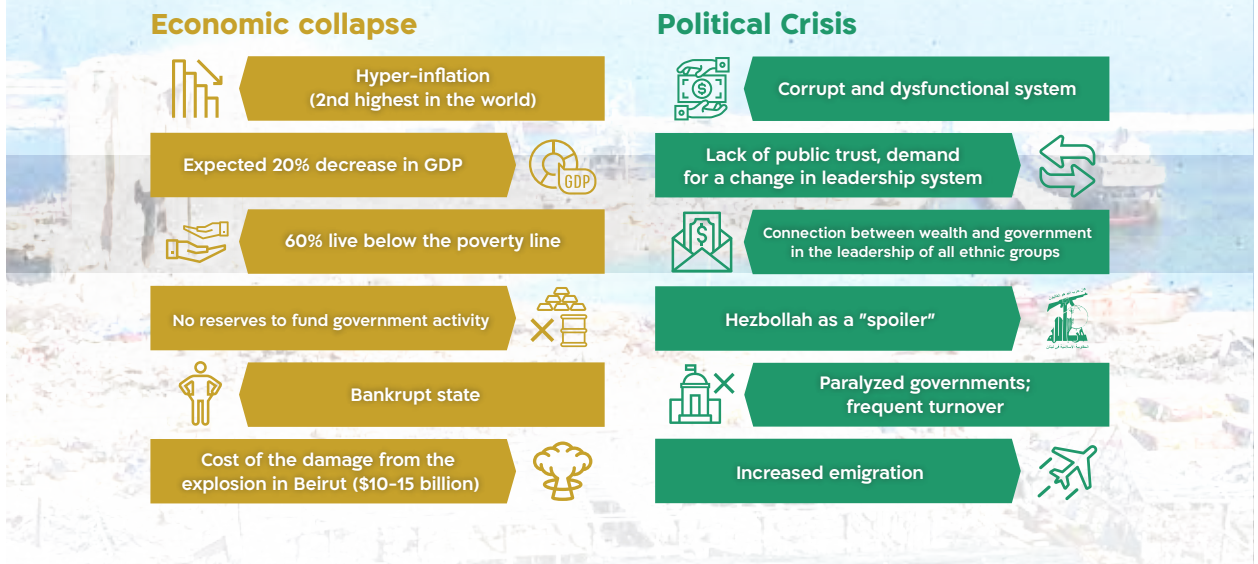 Economic collapse
Hyper-inflation
(2nd highest in the world)
Expected 20% decrease in GDP
GDP
60% live below the poverty line
No reserves to fund government activity
Bankrupt state
Cost of the damage from the
explosion in Beirut ($10-15 billion)
Political Crisis
$
Corrupt and dysfunctional system
Lack of public trust, demand
for a change in leadership system
$
Connection between wealth and government
in the leadership of all ethnic groups
Hezbollah as a "spoiler"
Paralyzed governments;
frequent turnover
Increased emigration